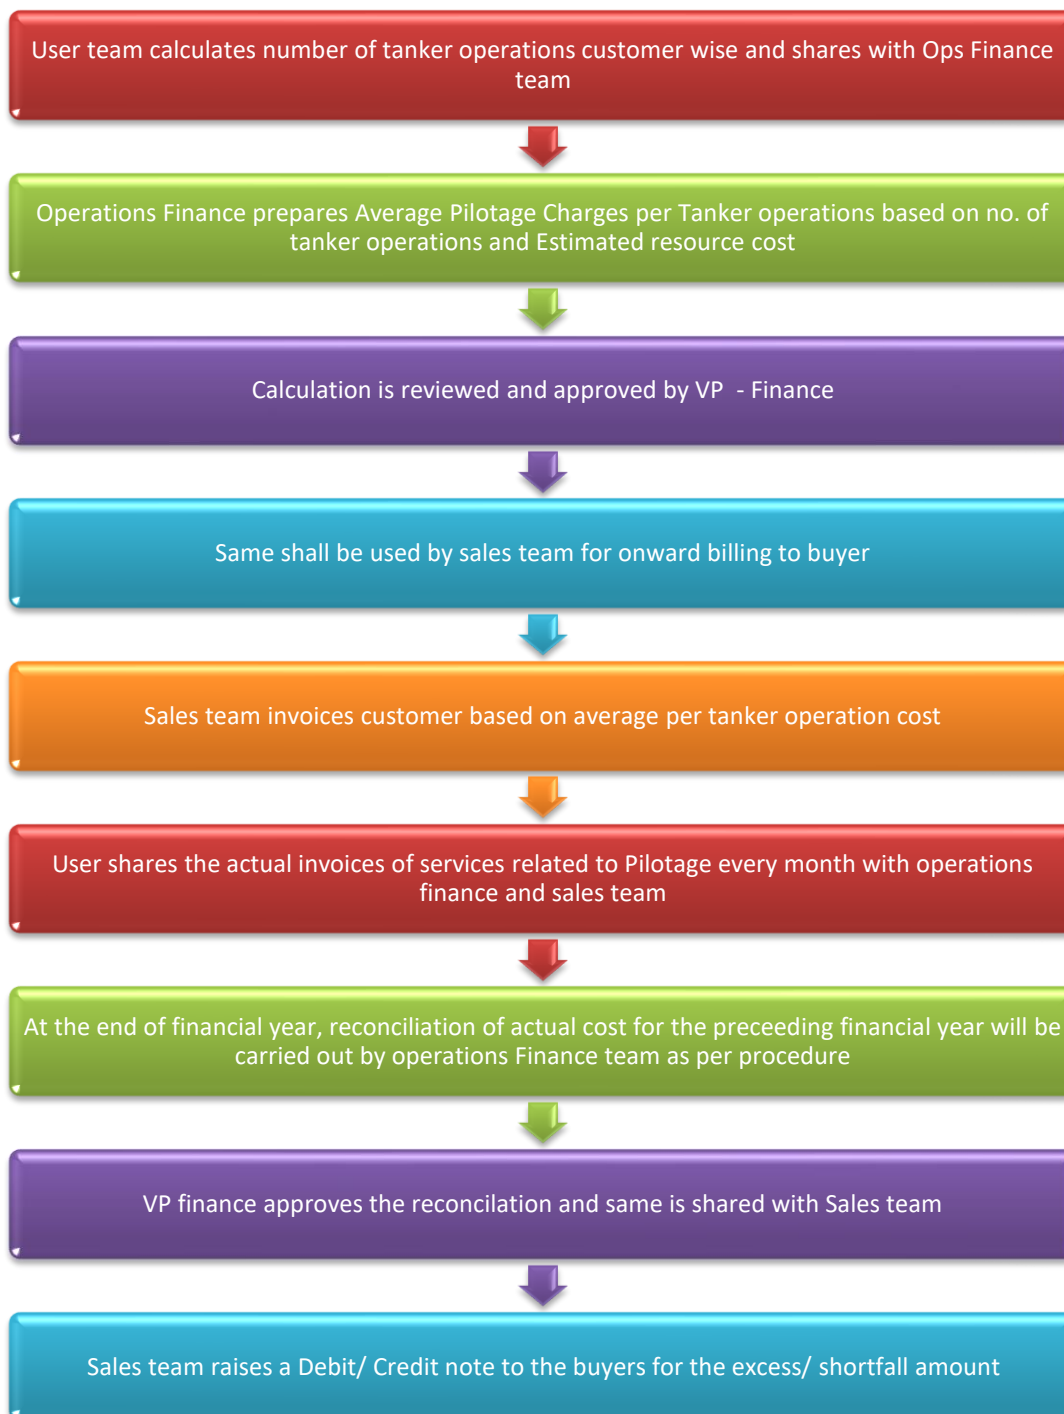 User team calculates number of tanker operations customer wise and shares with Ops Finance
team
Operations Finance prepares Average Pilotage Charges per Tanker operations based on no. of
tanker operations and Estimated resource cost
Calculation is reviewed and approved by VP - Finance
Same shall be used by sales team for onward billing to buyer
Sales team invoices customer based on average per tanker operation cost
User shares the actual invoices of services related to Pilotage every month with operations
finance and sales team
At the end of financial year, reconciliation of actual cost for the preceeding financial year will be
carried out by operations Finance team as per procedure
VP finance approves the reconcilation and same is shared with Sales team
Sales team raises a Debit/ Credit note to the buyers for the excess/ shortfall amount